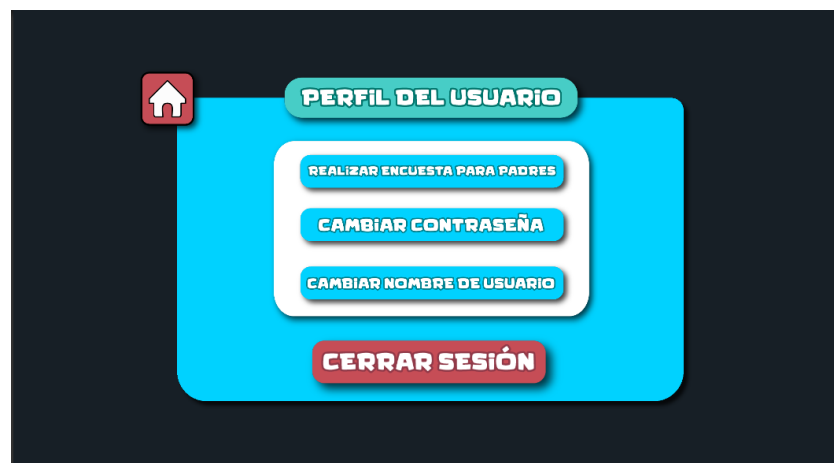 PERFiL DEL USUARiO
REALiZAR ENCUESTA PARA PADRES
CAMBiAR CONTRASEÑA
CAMBIAR NOMBRE DE USUARIO
CERRAR SESiÓN